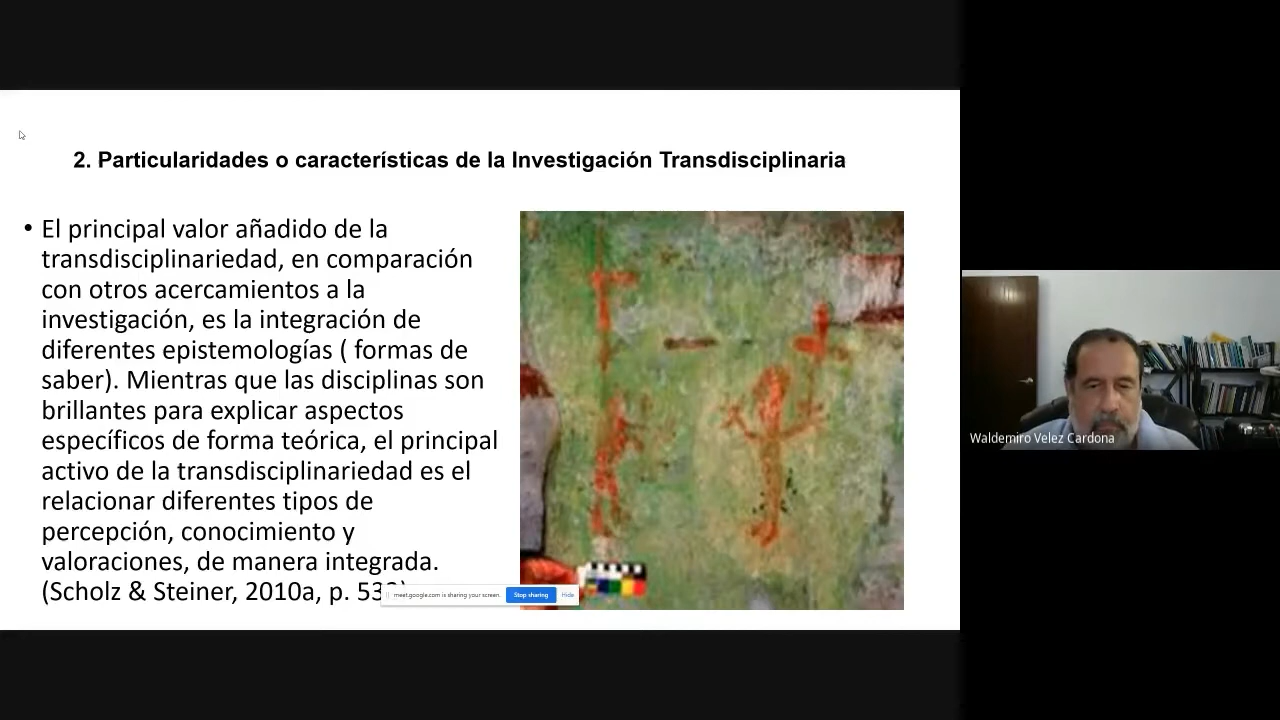 2. Particularidades o características de la Investigación Transdisciplinaria
• El principal valor añadido de la
transdisciplinariedad, en comparación
con otros acercamientos a la
investigación, es la integración de
diferentes epistemologías ( formas de
saber). Mientras que las disciplinas son
brillantes para explicar aspectos
específicos de forma teórica, el principal
activo de la transdisciplinariedad es el
relacionar diferentes tipos de
percepción, conocimiento y
valoraciones, de manera integrada.
(Scholz & Steiner, 2010a, p.
meet.google.com is sharing your screen. Stop sharing Hide
Waldemiro Velez Cardona